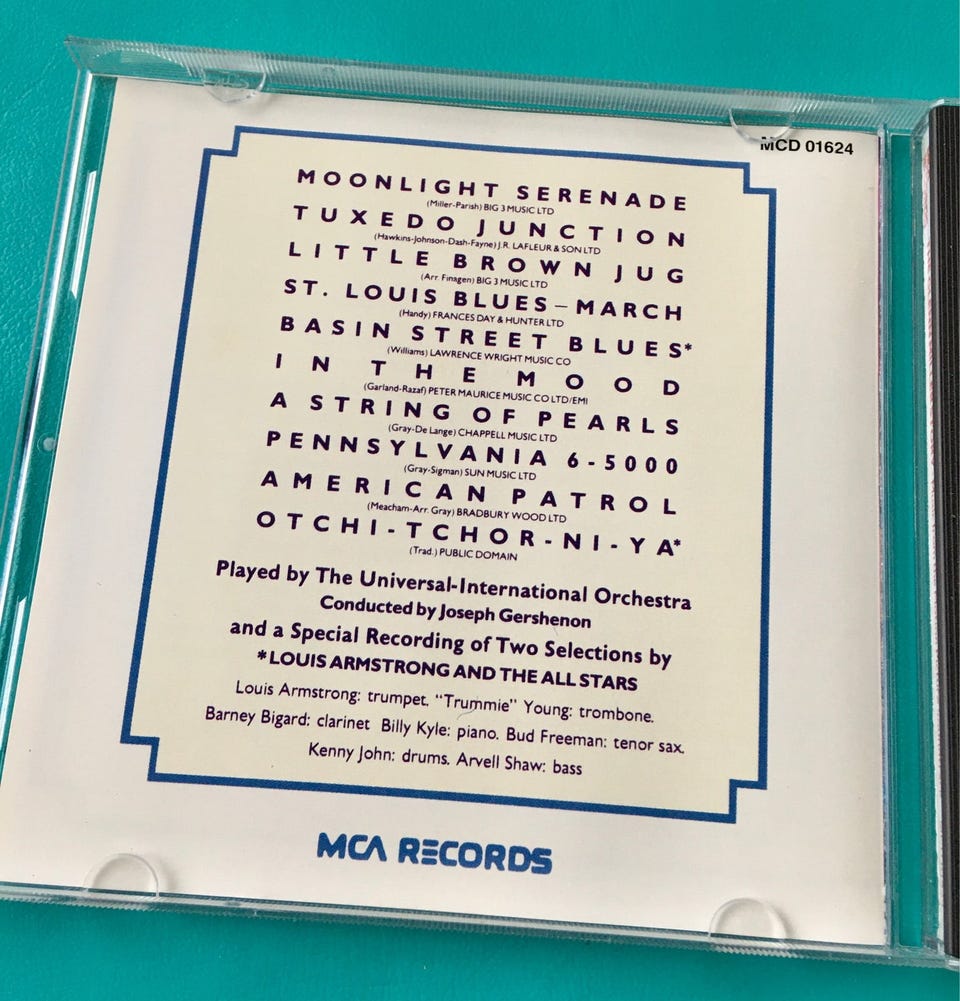 MCD 01624
MOONLIGHT SERENADE
(Miller-Parish) BIG 3 MUSIC LTD
TUXEDO JUNCTION
(Hawkins-Johnson-Dash-Fayne) J.R. LAFLEUR & SON LTD
LITTLE BROWN JUG
(Arr. Finagen) BIG 3 MUSIC LTD
ST. LOUIS BLUES – MARCH
(Handy) FRANCES DAY & HUNTER LTD
BASIN STREET BLUES*
(Williams) LAWRENCE WRIGHT MUSIC CO
IN THE MOOD
(Garland-Razaf) PETER MAURICE MUSIC CO LTD/EMI
A STRING OF PEARLS
(Gray-De Lange) CHAPPELL MUSIC LTD
PENNSYLVANIA 6-5000
(Gray-Sigman) SUN MUSIC LTD
AMERICAN PATROL
(Meacham-Arr. Gray) BRADBURY WOOD LTD
OTCHI-TCHOR-NI-YA*
(Trad.) PUBLIC DOMAIN
Played by The Universal-International Orchestra
Conducted by Joseph Gershenon
and a Special Recording of Two Selections by
*LOUIS ARMSTRONG AND THE ALL STARS
Louis Armstrong: trumpet. “Trummie” Young: trombone.
Barney Bigard: clarinet Billy Kyle: piano. Bud Freeman: tenor sax.
Kenny John: drums. Arvell Shaw: bass
MCA RECORDS